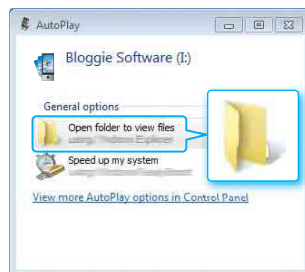 AutoPlay
Bloggie Software (I:)
General options
Open folder to view files
Speed up my system
View more AutoPlay options in Control Panel